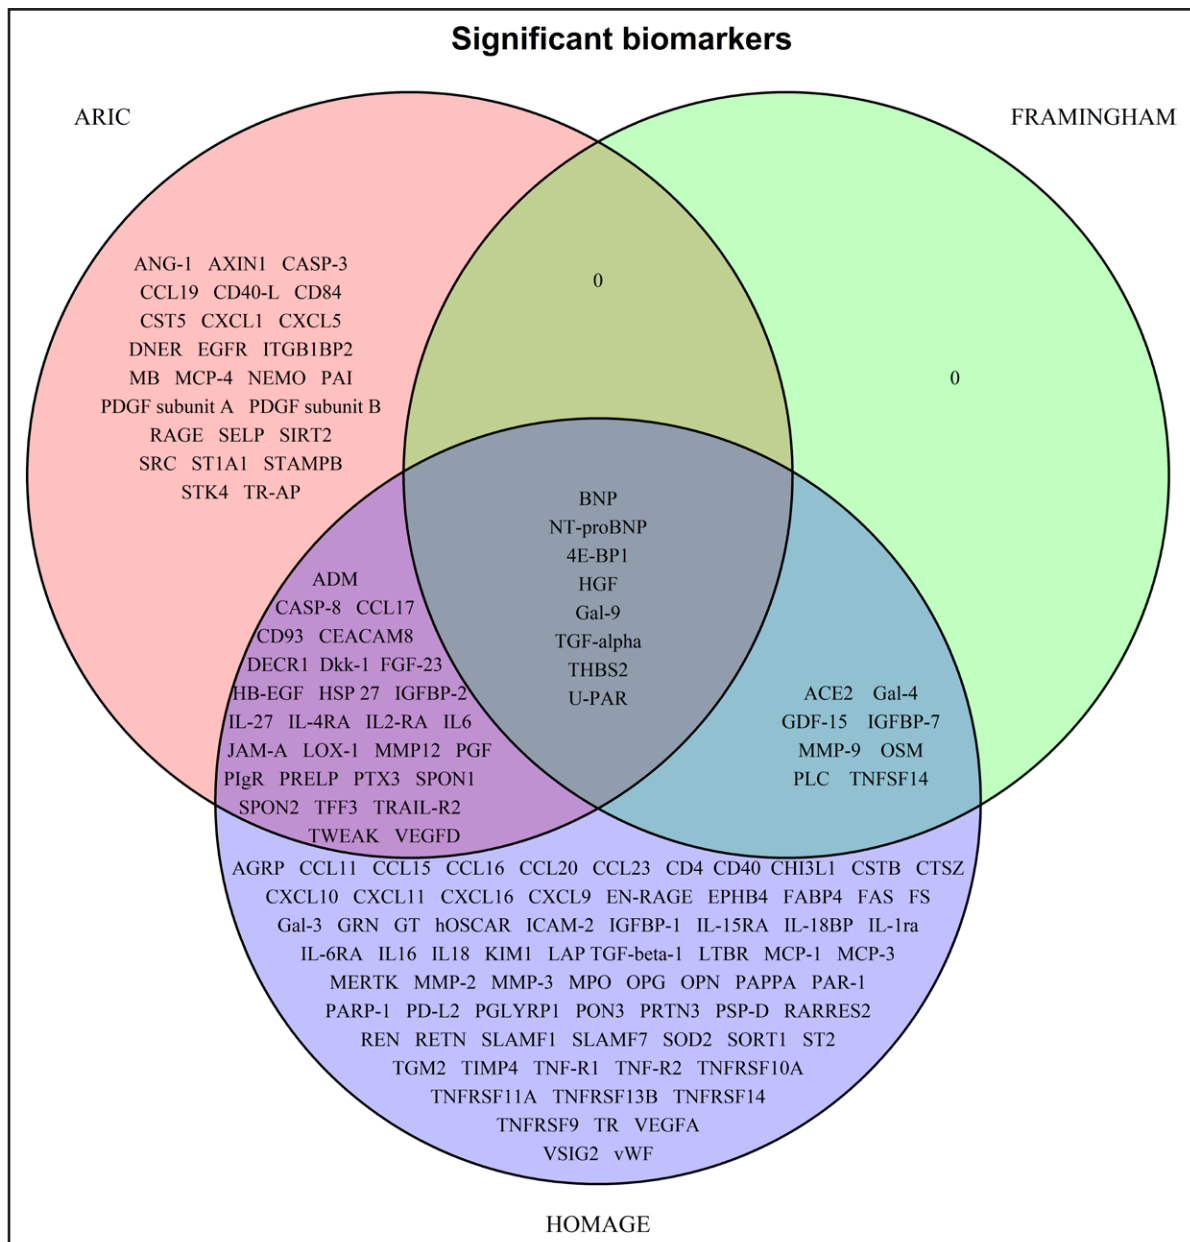 Significant biomarkers
ARIC
FRAMINGHAM
ANG-1 AXIN1 CASP-3
CCL19 CD40-L CD84
CST5 CXCL1 CXCL5
DNER EGFR ITGB1BP2
MB MCP-4 NEMO PAI
PDGF subunit A PDGF subunit B
RAGE SELP SIRT2
SRC ST1A1 STAMPB
STK4 TR-AP
0
0
BNP
NT-proBNP
4E-BP1
HGF
Gal-9
TGF-alpha
THBS2
U-PAR
ADM
CASP-8 CCL17
CD93 CEACAM8
DECR1 Dkk-1 FGF-23
HB-EGF HSP 27 IGFBP-2
IL-27 IL-4RA IL2-RA IL6
JAM-A LOX-1 MMP12 PGF
PIgR PRELP PTX3 SPON1
SPON2 TFF3 TRAIL-R2
TWEAK VEGFD
ACE2 Gal-4
GDF-15 IGFBP-7
MMP-9 OSM
PLC TNFSF14
AGRP CCL11 CCL15 CCL16 CCL20 CCL23 CD4 CD40 CHI3L1 CSTB CTSZ
CXCL10 CXCL11 CXCL16 CXCL9 EN-RAGE EPHB4 FABP4 FAS FS
Gal-3 GRN GT hOSCAR ICAM-2 IGFBP-1 IL-15RA IL-18BP IL-1ra
IL-6RA IL16 IL18 KIM1 LAP TGF-beta-1 LTBR MCP-1 MCP-3
MERTK MMP-2 MMP-3 MPO OPG OPN PAPPA PAR-1
PARP-1 PD-L2 PGLYRP1 PON3 PRTN3 PSP-D RARRES2
REN RETN SLAMF1 SLAMF7 SOD2 SORT1 ST2
TGM2 TIMP4 TNF-R1 TNF-R2 TNFRSF10A
TNFRSF11A TNFRSF13B TNFRSF14
TNFRSF9 TR VEGFA
VSIG2 vWF
HOMAGE